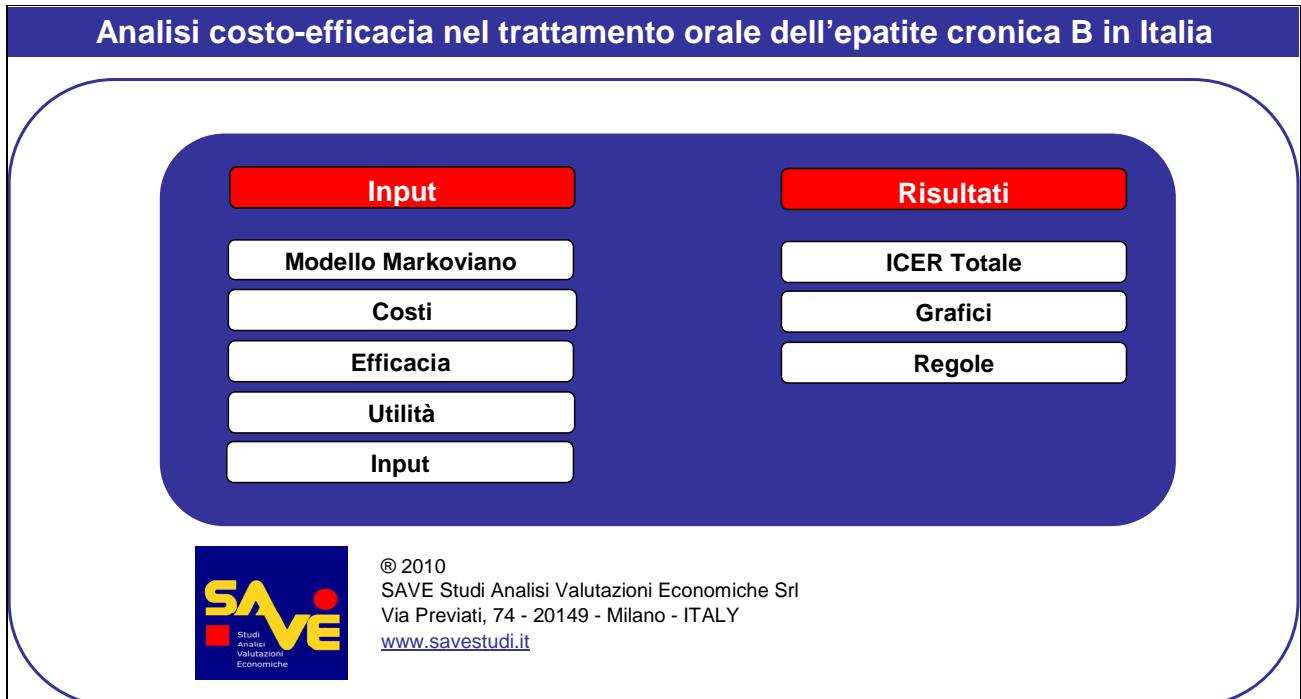 Analisi costo-efficacia nel trattamento orale dell'epatite cronica B in Italia
Input
Modello Markoviano
Costi
Efficacia
Utilità
Input
Risultati
ICER Totale
Grafici
Regole
SAVE
Studi
Analisi
Valutazioni
Economiche
® 2010
SAVE Studi Analisi Valutazioni Economiche Srl
Via Previati, 74 - 20149 - Milano - ITALY
www.savestudi.it